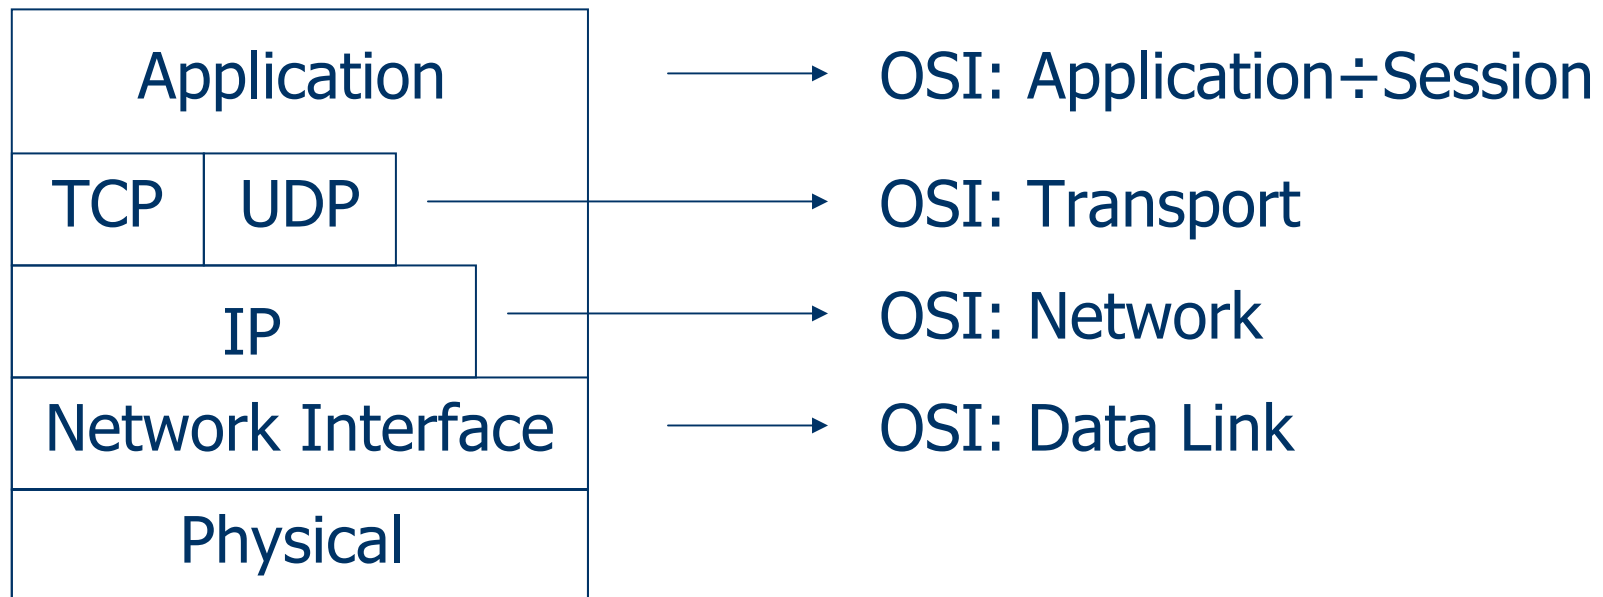 Application
OSI: Application÷Session
TCP
UDP
OSI: Transport
IP
OSI: Network
Network Interface
OSI: Data Link
Physical